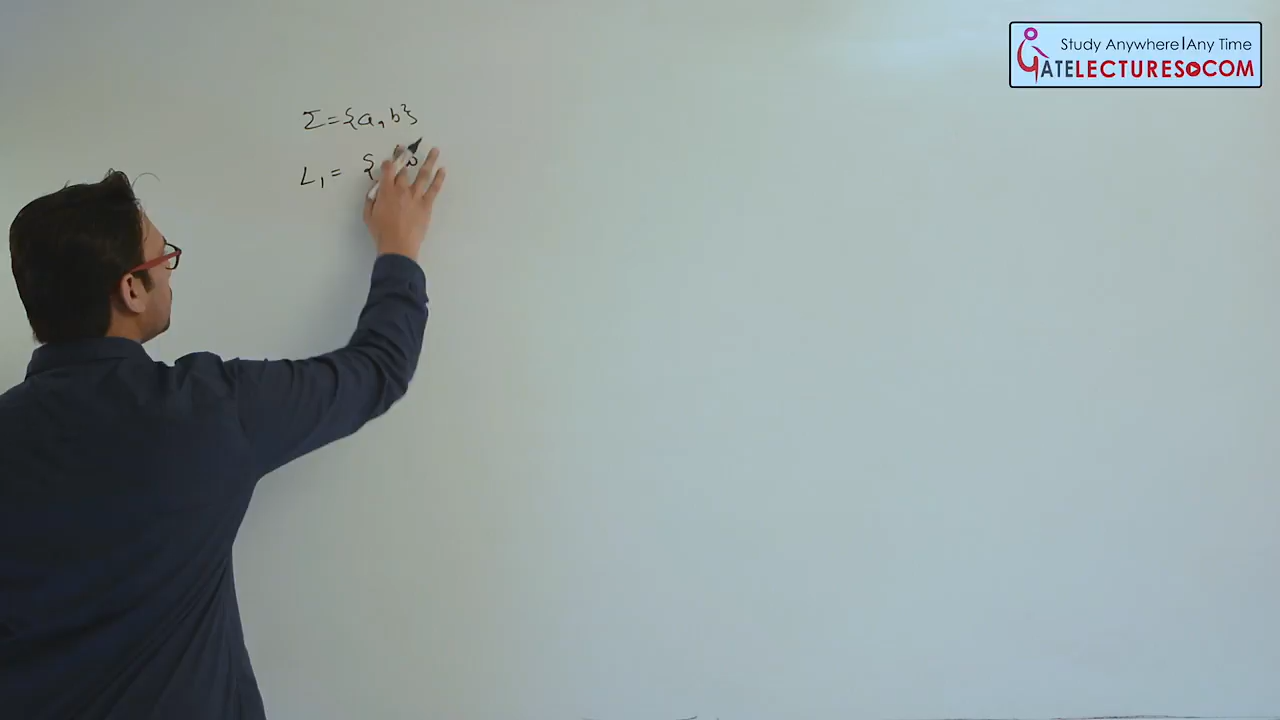 Study Anywhere|Any Time
GATELECTURES.COM
Σ={a, b}
L₁= {